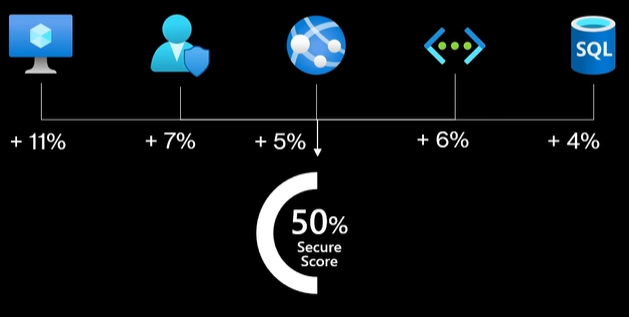 SQL
+ 11%
+ 7%
+ 5%
+ 6%
+ 4%
50%
Secure
Score